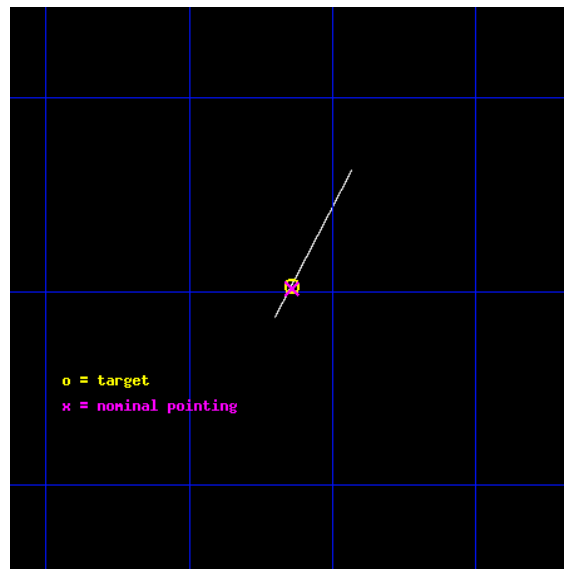 o = target
x = nominal pointing